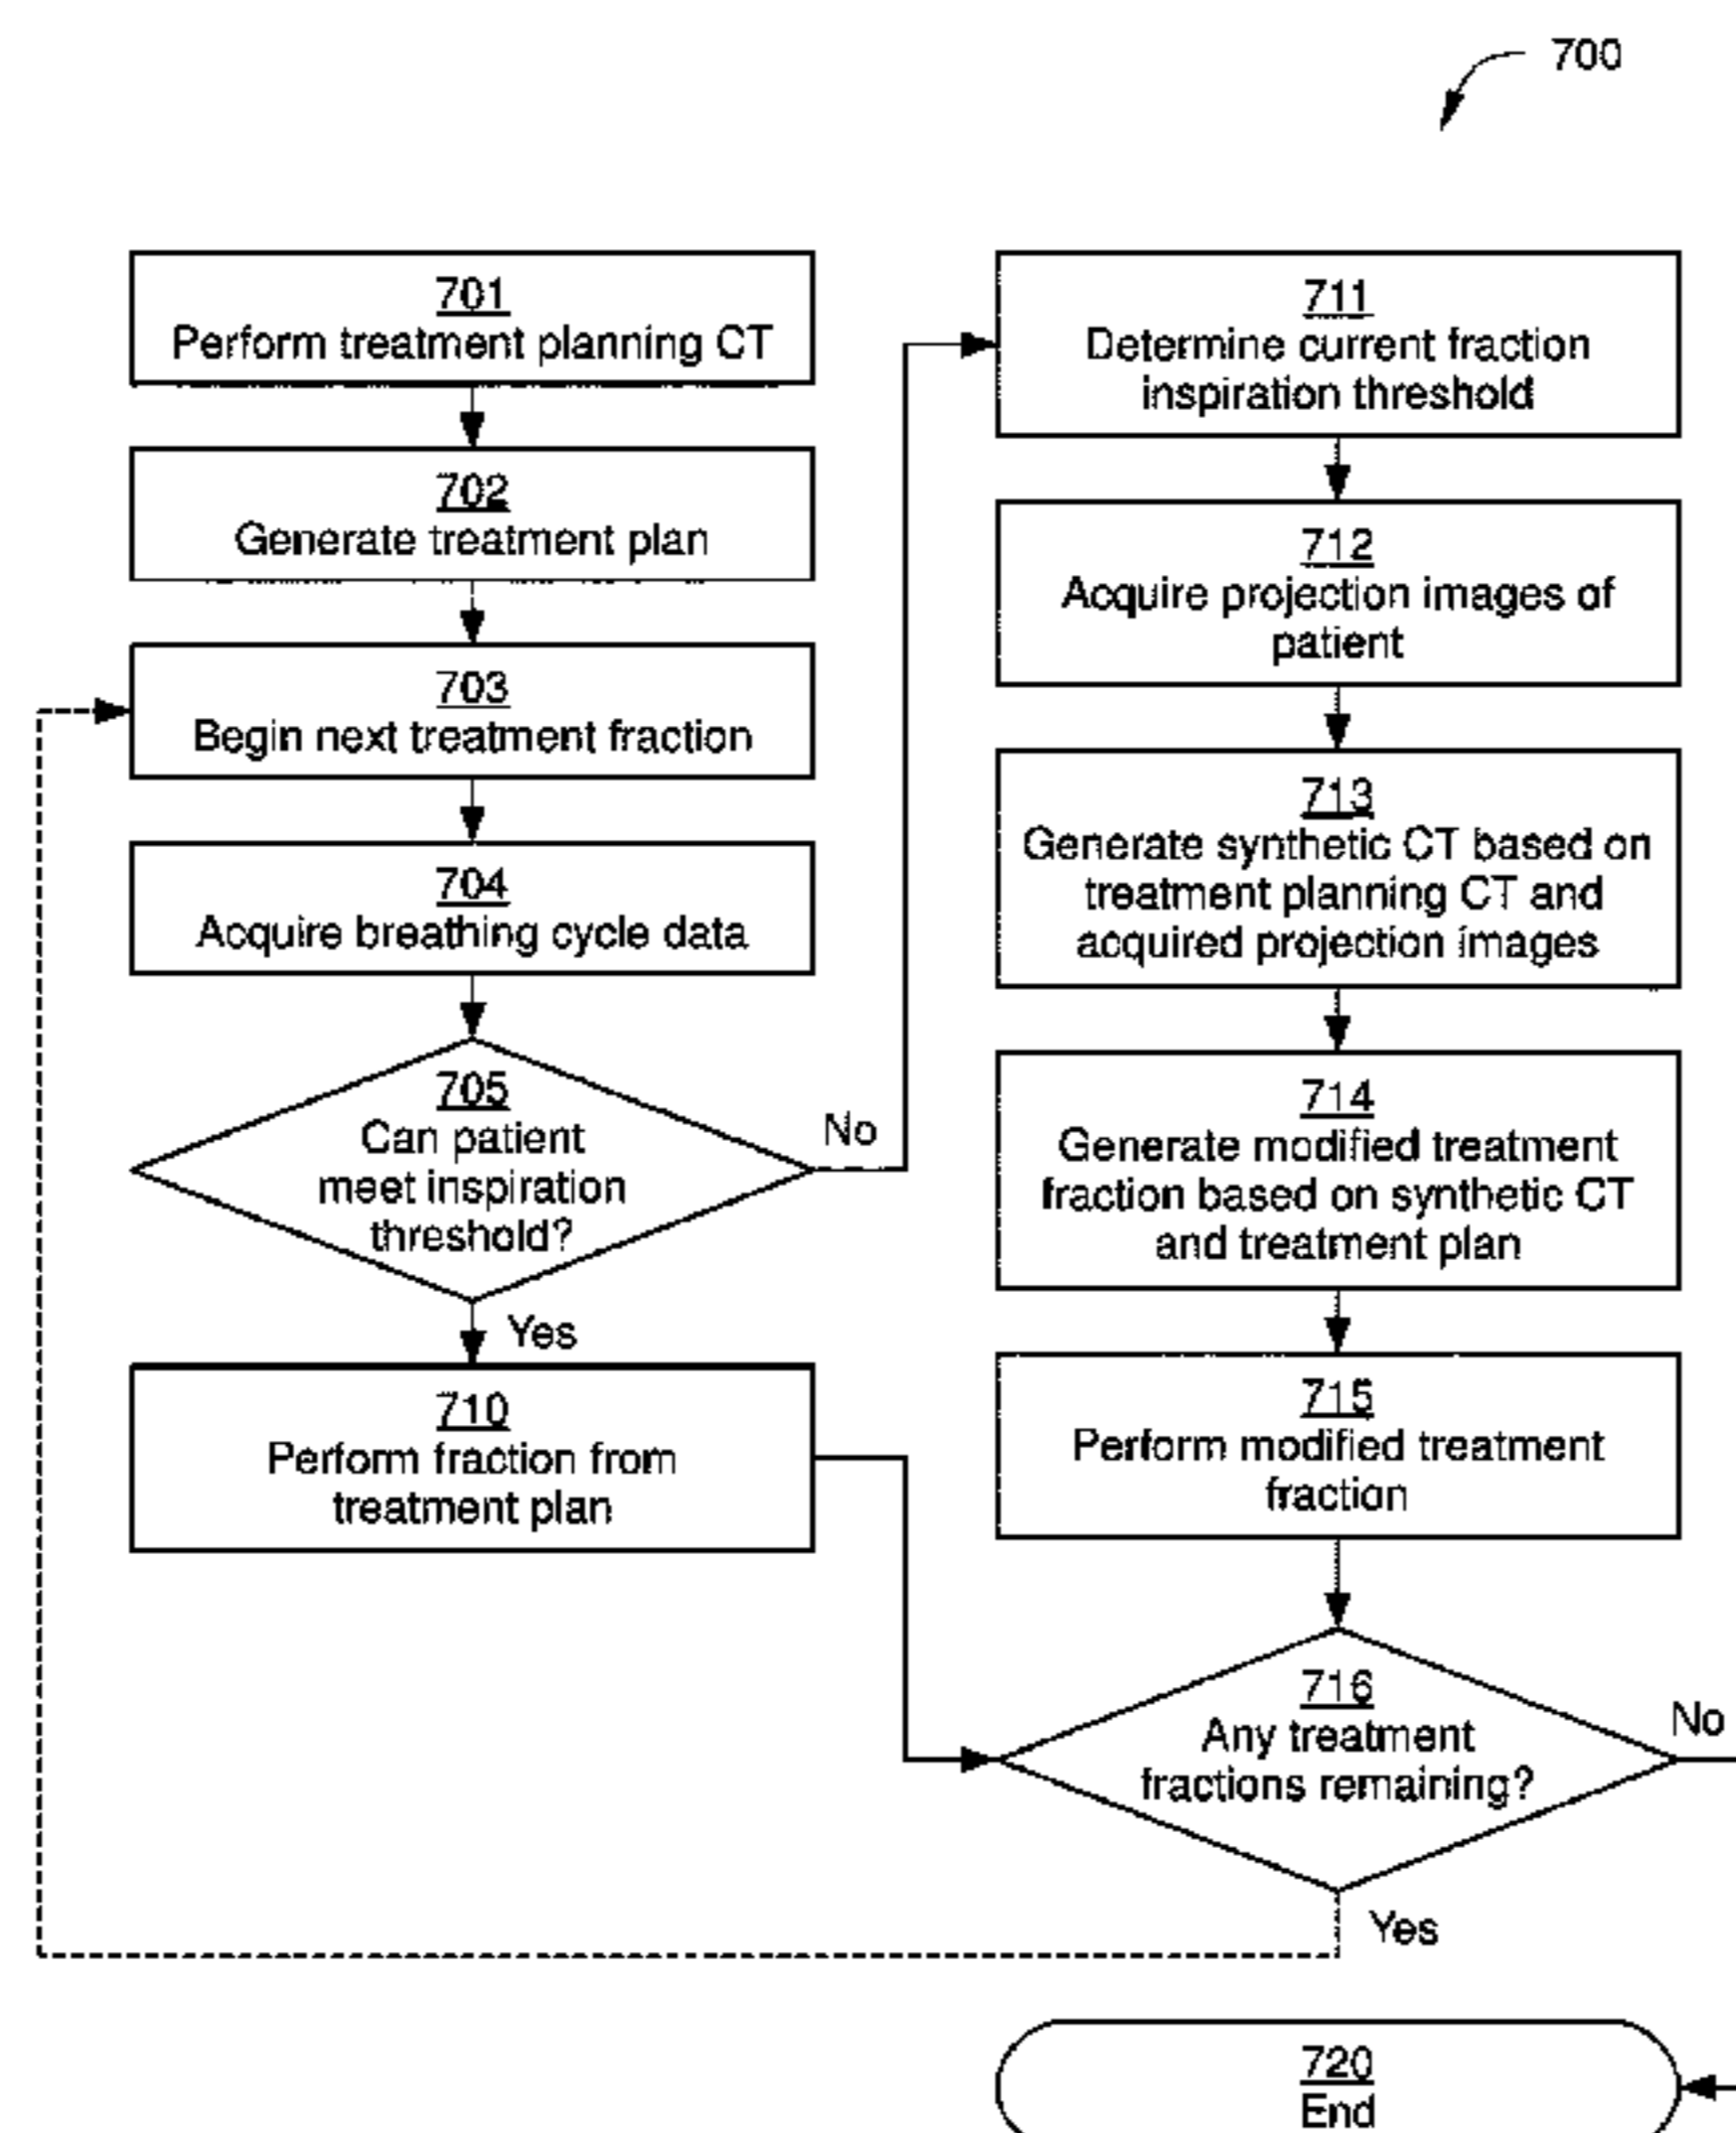 700
701
Perform treatment planning CT
702
Generate treatment plan
703
Begin next treatment fraction
704
Acquire breathing cycle data
705
Can patient
meet inspiration
threshold?
No
Yes
710
Perform fraction from
treatment plan
711
Determine current fraction
inspiration threshold
712
Acquire projection images of
patient
713
Generate synthetic CT based on
treatment planning CT and
acquired projection images
714
Generate modified treatment
fraction based on synthetic CT
and treatment plan
715
Perform modified treatment
fraction
716
Any treatment
fractions remaining?
No
Yes
720
End